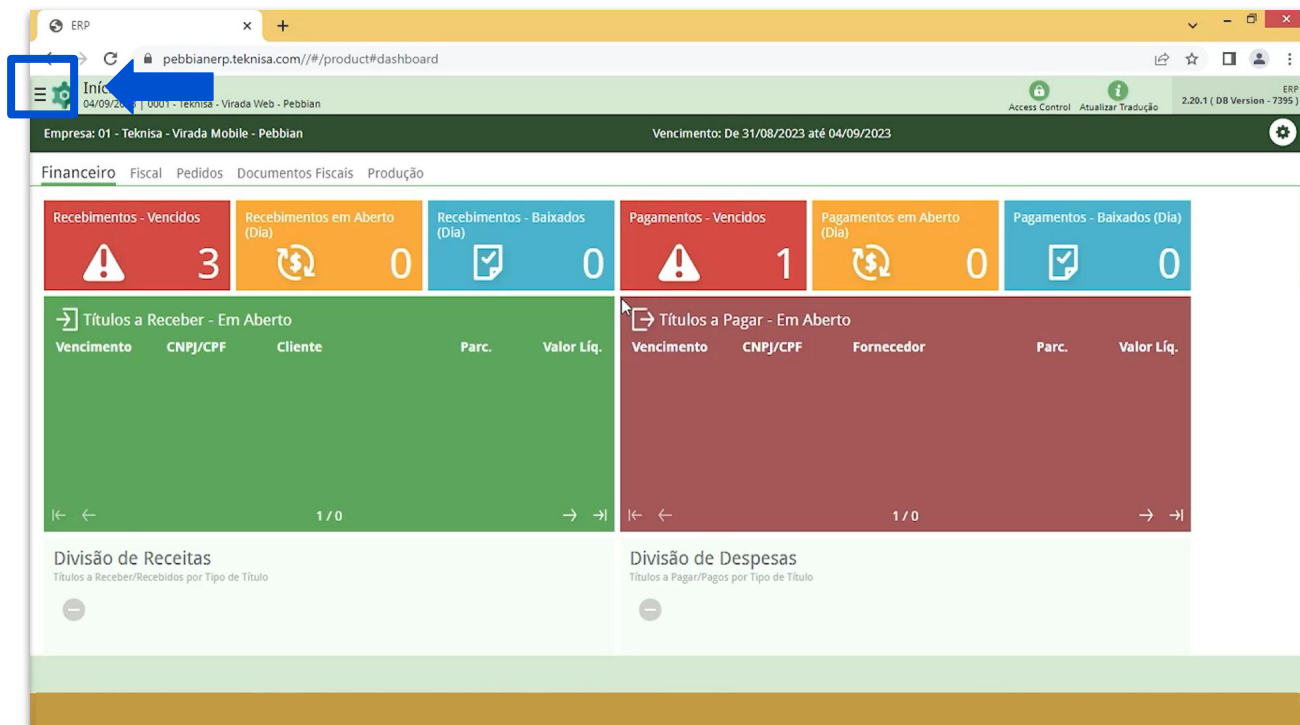 ERP
pebbianerp.teknisa.com//#/product#dashboard
04/09/20 | 0001 - Teknisa - Virada Web - Pebbian
Access Control Atualizar Tradução
ERP
2.20.1 ( DB Version - 7395 )
Empresa: 01 - Teknisa - Virada Mobile - Pebbian Vencimento: De 31/08/2023 até 04/09/2023
Financeiro Fiscal Pedidos Documentos Fiscais Produção
Recebimentos - Vencidos
3
Recebimentos em Aberto
(Dia)
0
Recebimentos - Baixados
(Dia)
0
Pagamentos - Vencidos
1
Pagamentos em Aberto
(Dia)
0
Pagamentos - Baixados (Dia)
0
Títulos a Receber - Em Aberto
Vencimento CNPJ/CPF Cliente Parc. Valor Líq.
1 / 0
Títulos a Pagar - Em Aberto
Vencimento CNPJ/CPF Fornecedor Parc. Valor Líq.
1 / 0
Divisão de Receitas
Títulos a Receber/Recebidos por Tipo de Título
Divisão de Despesas
Títulos a Pagar/Pagos por Tipo de Título